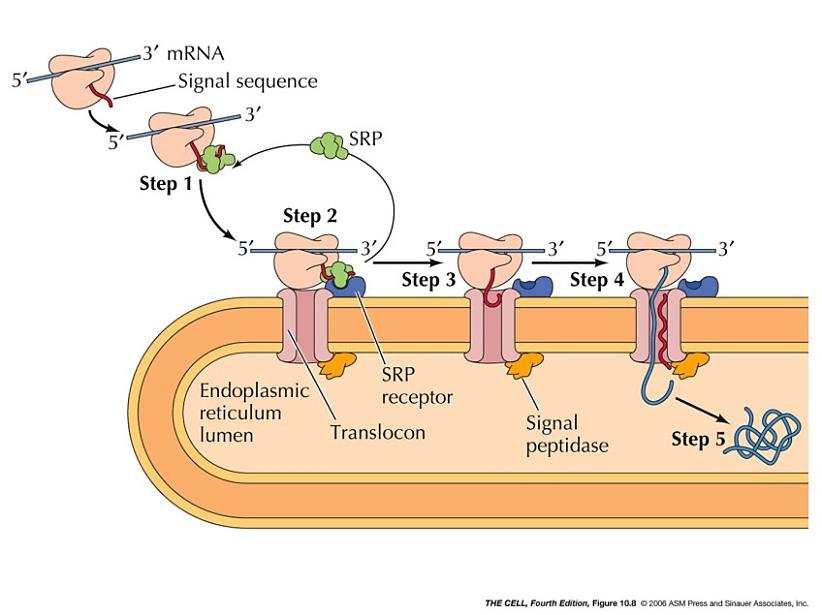 3′ mRNA
5′
Signal sequence
3′
5′
SRP
Step 1
Step 2
5′ 3′ 5′ 3′ 5′ 3′
Step 3 Step 4
SRP
receptor
Endoplasmic
reticulum
lumen
Translocon
Signal
peptidase
Step 5
THE CELL, Fourth Edition, Figure 10.8 © 2006 ASM Press and Sinauer Associates, Inc.